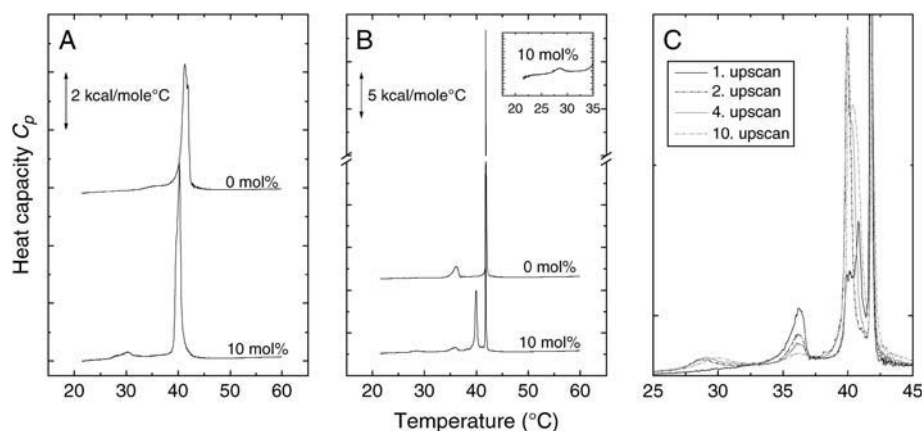 A
2 kcal/mole°C
0 mol%
10 mol%
20 30 40 50 60
B
5 kcal/mole°C
10 mol%
20 25 30 35
0 mol%
10 mol%
20 30 40 50 60
C
1. upscan
2. upscan
4. upscan
10. upscan
25 30 35 40 45
Heat capacity Cp
Temperature (°C)